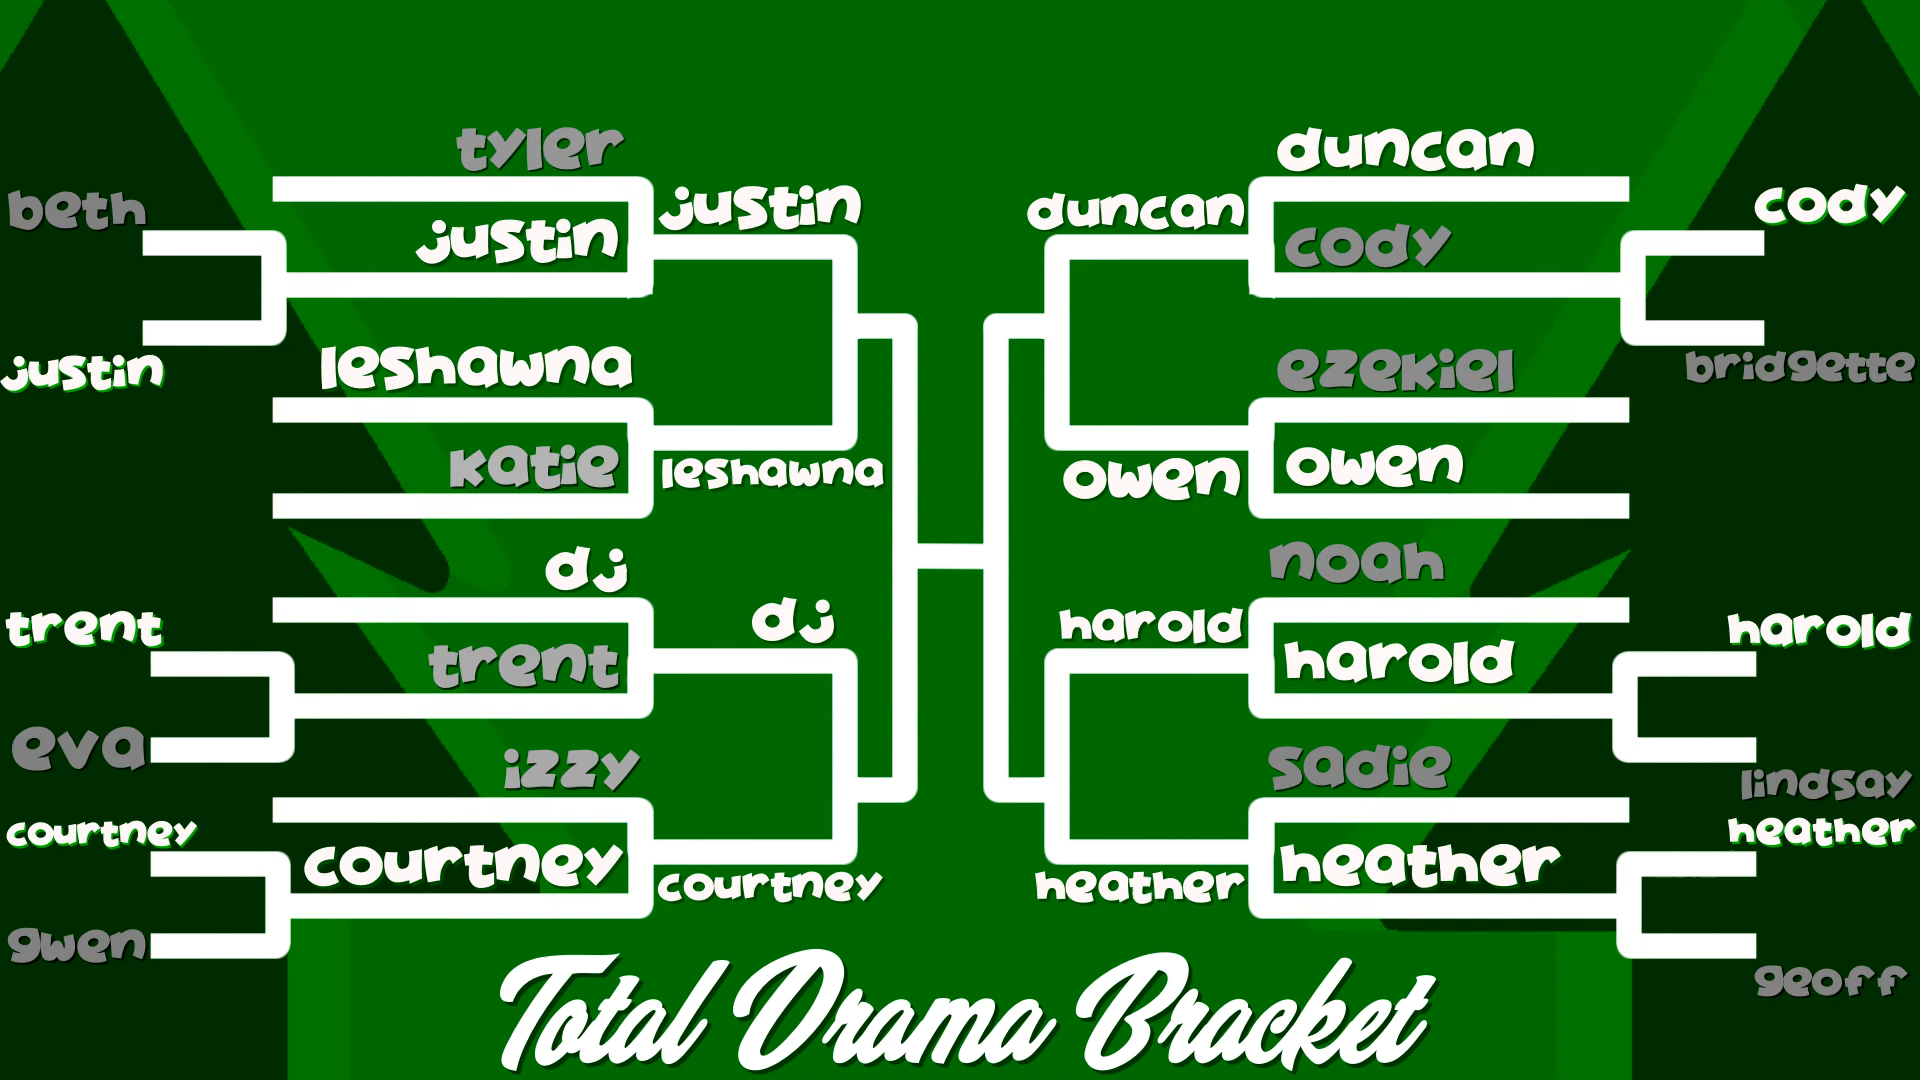 tyler
duncan
beth
justin
justin
duncan
cody
cody
justin
leshawna
ezekiel
bridgette
katie
leshawna
owen
owen
dj
noah
trent
dj
harold
harold
trent
harold
eva
izzy
sadie
lindsay
courtney
heather
courtney
courtney
heather
heather
gwen
geoff
Total Drama Bracket